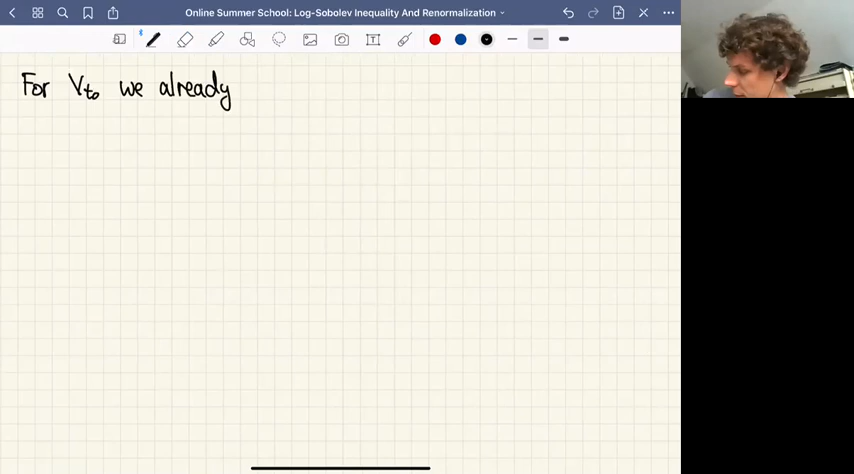 Online Summer School: Log-Sobolev Inequality And Renormalization
For V_{t_0} we already